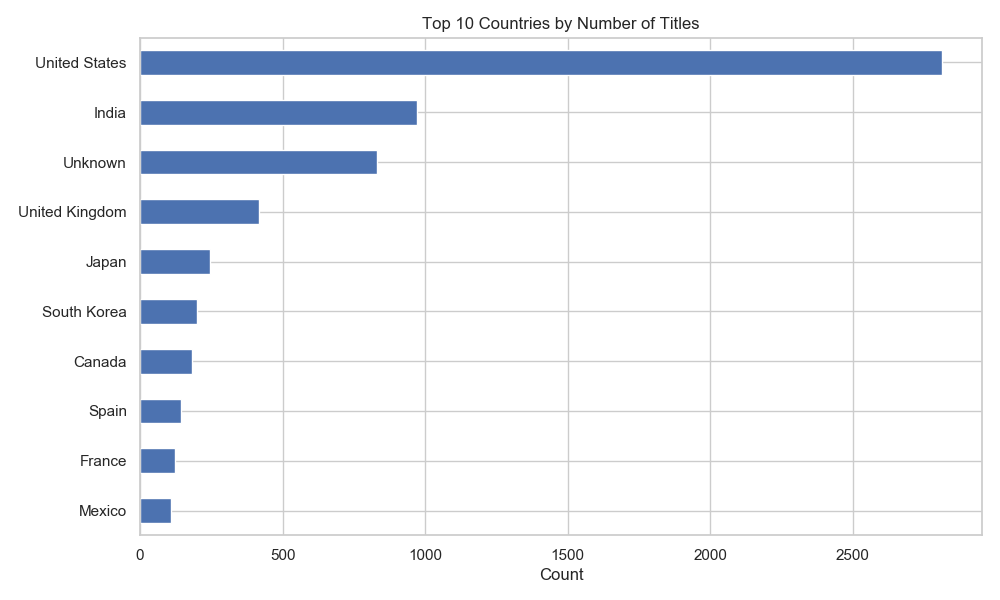 Top 10 Countries by Number of Titles
United States
India
Unknown
United Kingdom
Japan
South Korea
Canada
Spain
France
Mexico
0 500 1000 1500 2000 2500
Count